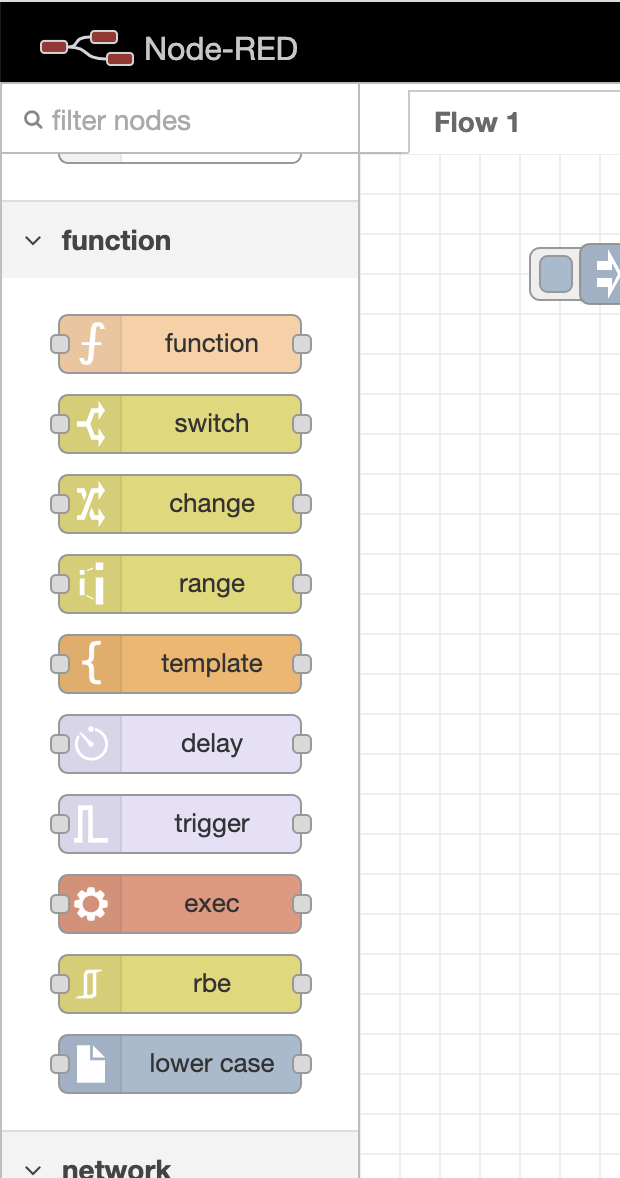 Node-RED
filter nodes
Flow 1
function
function
switch
change
range
template
delay
trigger
exec
rbe
lower case
network